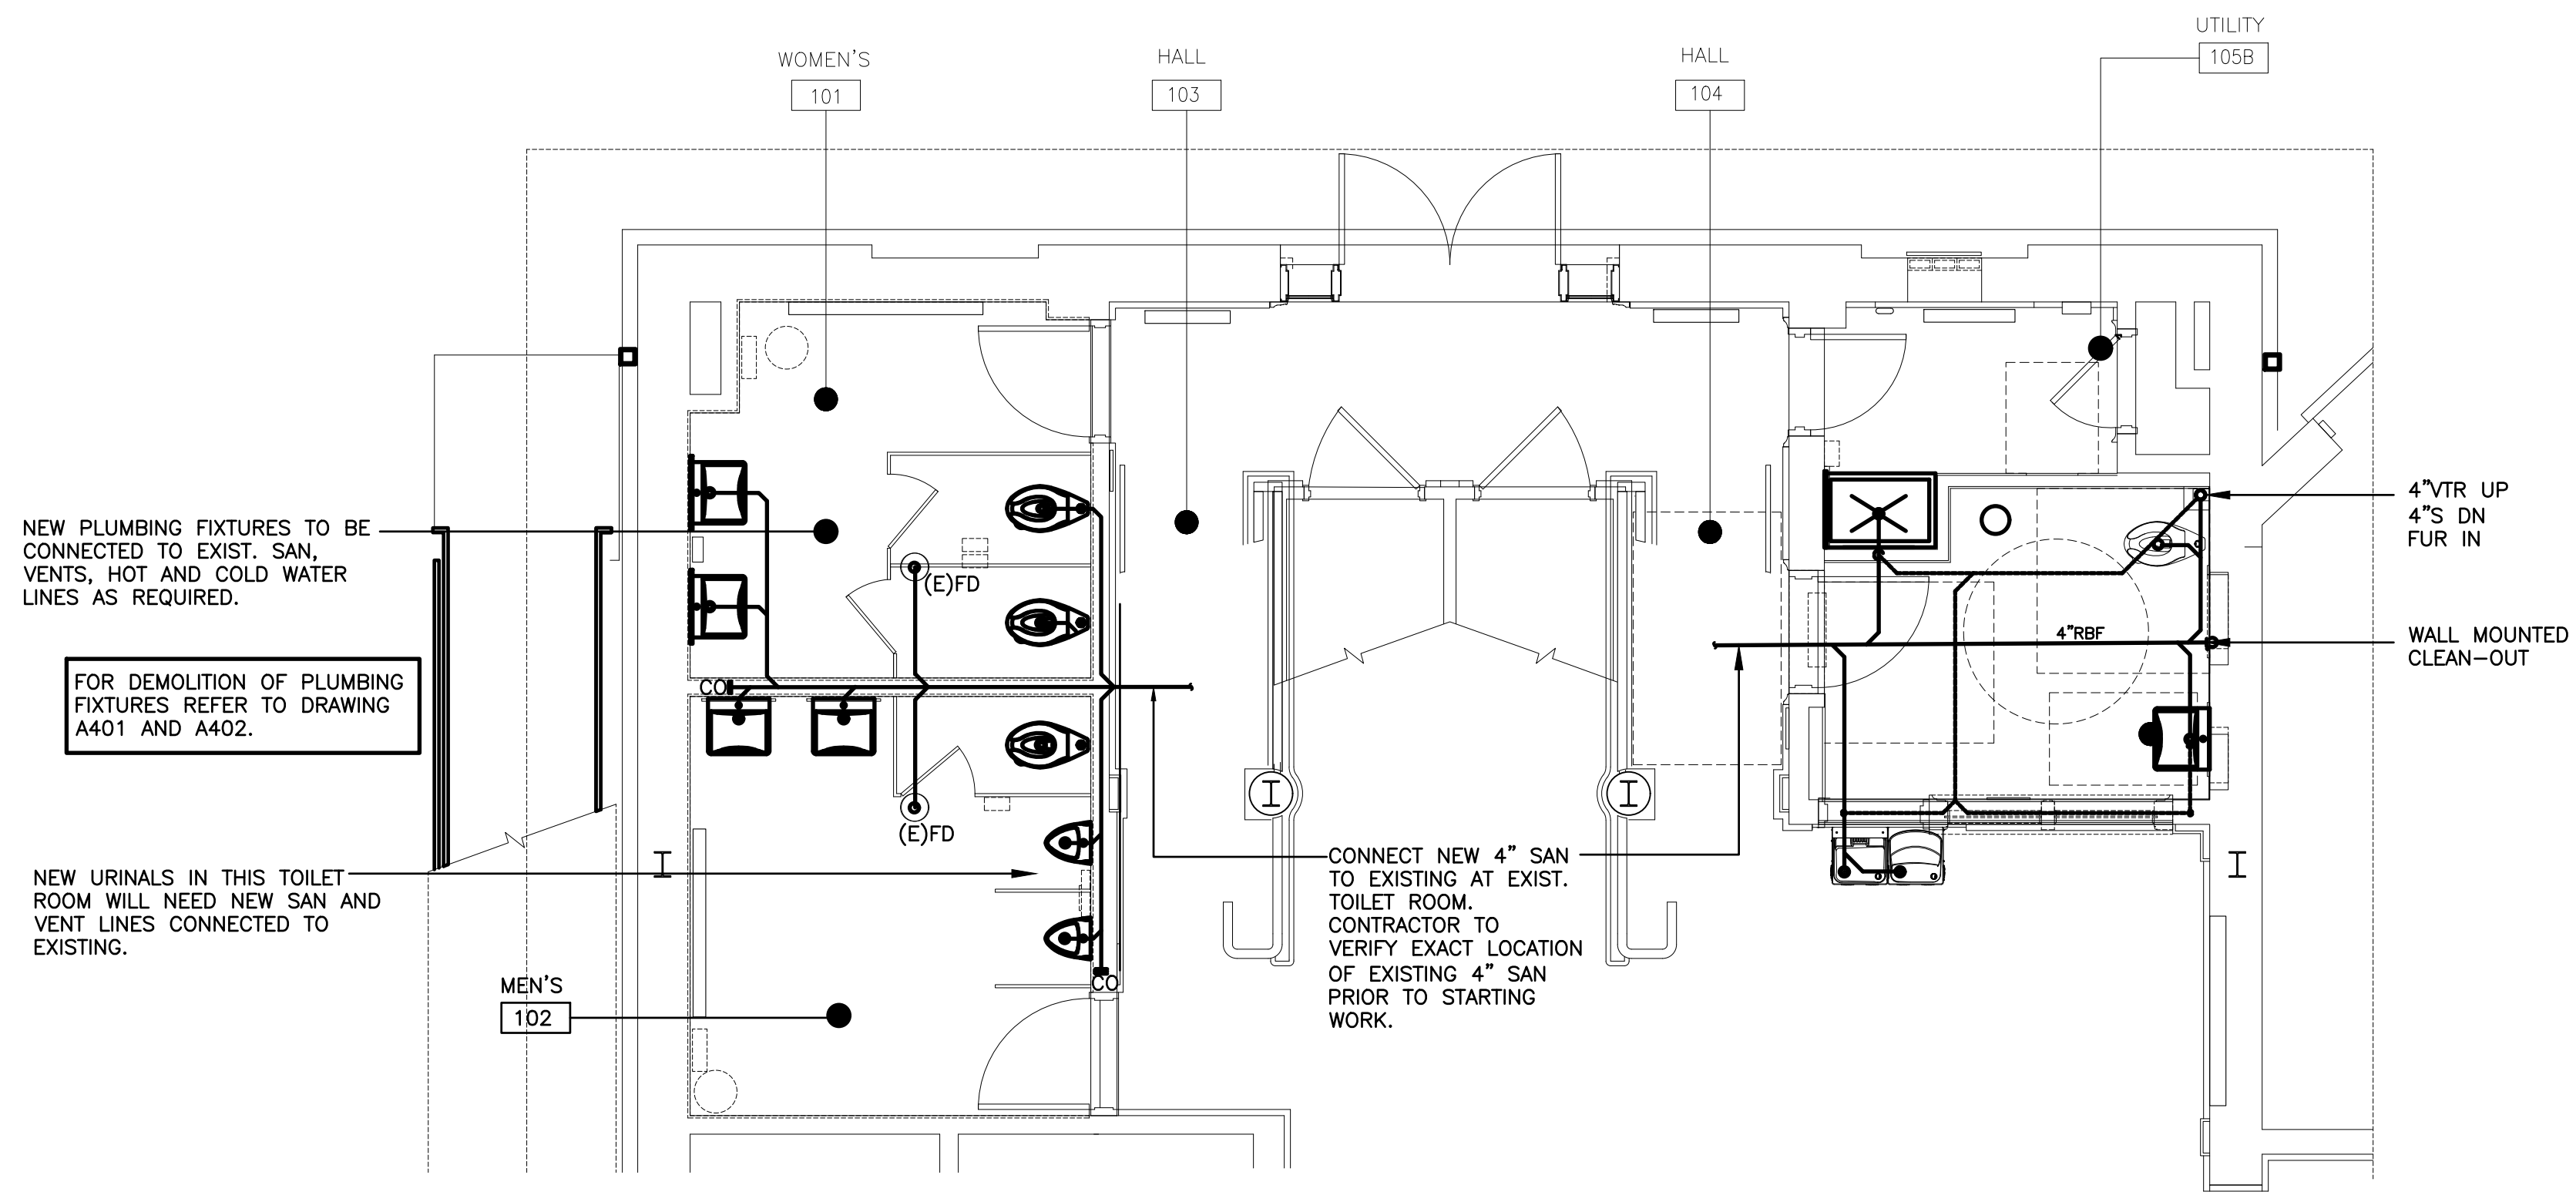 UTILITY
105B
WOMEN'S
101
HALL
103
HALL
104
NEW PLUMBING FIXTURES TO BE
CONNECTED TO EXIST. SAN,
VENTS, HOT AND COLD WATER
LINES AS REQUIRED.
FOR DEMOLITION OF PLUMBING
FIXTURES REFER TO DRAWING
A401 AND A402.
NEW URINALS IN THIS TOILET
ROOM WILL NEED NEW SAN AND
VENT LINES CONNECTED TO
EXISTING.
MEN'S
102
(E)FD
CO
(E)FD
CO
CONNECT NEW 4" SAN
TO EXISTING AT EXIST.
TOILET ROOM.
CONTRACTOR TO
VERIFY EXACT LOCATION
OF EXISTING 4" SAN
PRIOR TO STARTING
WORK.
4"RBF
4"VTR UP
4"S DN
FUR IN
WALL MOUNTED
CLEAN-OUT